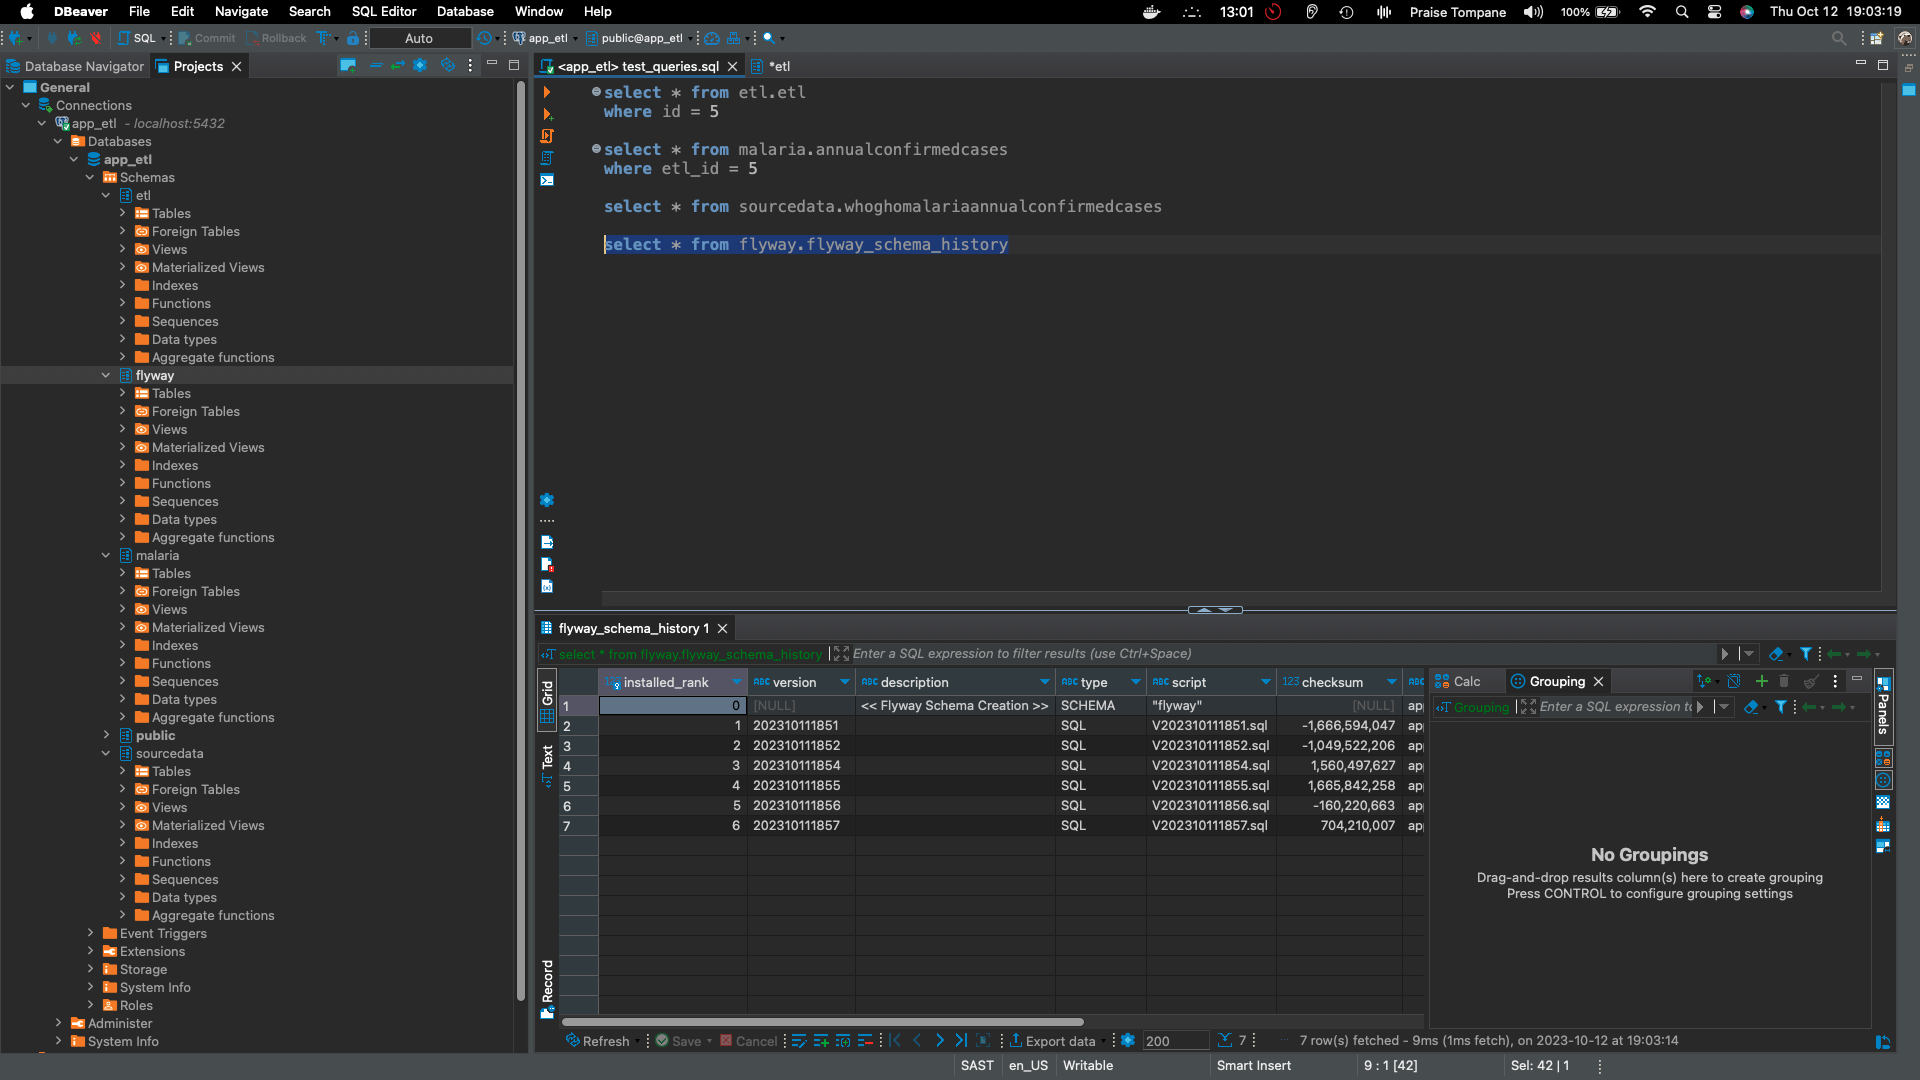 DBeaver File Edit Navigate Search SQL Editor Database Window Help 13:01 Praise Tompane 100% Thu Oct 12 19:03:19
SQL Commit Rollback Auto app_etl public@app_etl
Database Navigator Projects
General
Connections
app_etl - localhost:5432
Databases
app_etl
Schemas
etl
Tables
Foreign Tables
Views
Materialized Views
Indexes
Functions
Sequences
Data types
Aggregate functions
flyway
Tables
Foreign Tables
Views
Materialized Views
Indexes
Functions
Sequences
Data types
Aggregate functions
malaria
Tables
Foreign Tables
Views
Materialized Views
Indexes
Functions
Sequences
Data types
Aggregate functions
public
sourcedata
Tables
Foreign Tables
Views
Materialized Views
Indexes
Functions
Sequences
Data types
Aggregate functions
Event Triggers
Extensions
Storage
System Info
Roles
Administer
System Info
<app_etl> test_queries.sql *etl
select * from etl.etl
where id = 5
select * from malaria.annualconfirmedcases
where etl_id = 5
select * from sourcedata.whoghomalariaannualconfirmedcases
select * from flyway.flyway_schema_history
flyway_schema_history 1
select * from flyway.flyway_schema_history Enter a SQL expression to filter results (use Ctrl+Space)
Grid
Text
Record
123 installed_rank ABC version ABC description ABC type ABC script 123 checksum ABC
1 0 [NULL] << Flyway Schema Creation >> SCHEMA "flyway" [NULL] app
2 1 202310111851 SQL V202310111851.sql -1,666,594,047 app
3 2 202310111852 SQL V202310111852.sql -1,049,522,206 app
4 3 202310111854 SQL V202310111854.sql 1,560,497,627 app
5 4 202310111855 SQL V202310111855.sql 1,665,842,258 app
6 5 202310111856 SQL V202310111856.sql -160,220,663 app
7 6 202310111857 SQL V202310111857.sql 704,210,007 app
Calc Grouping
Grouping Enter a SQL expression to
Panels
No Groupings
Drag-and-drop results column(s) here to create grouping
Press CONTROL to configure grouping settings
Refresh Save Cancel Export data 200 7 7 row(s) fetched - 9ms (1ms fetch), on 2023-10-12 at 19:03:14
SAST en_US Writable Smart Insert 9 : 1 [42] Sel: 42 | 1